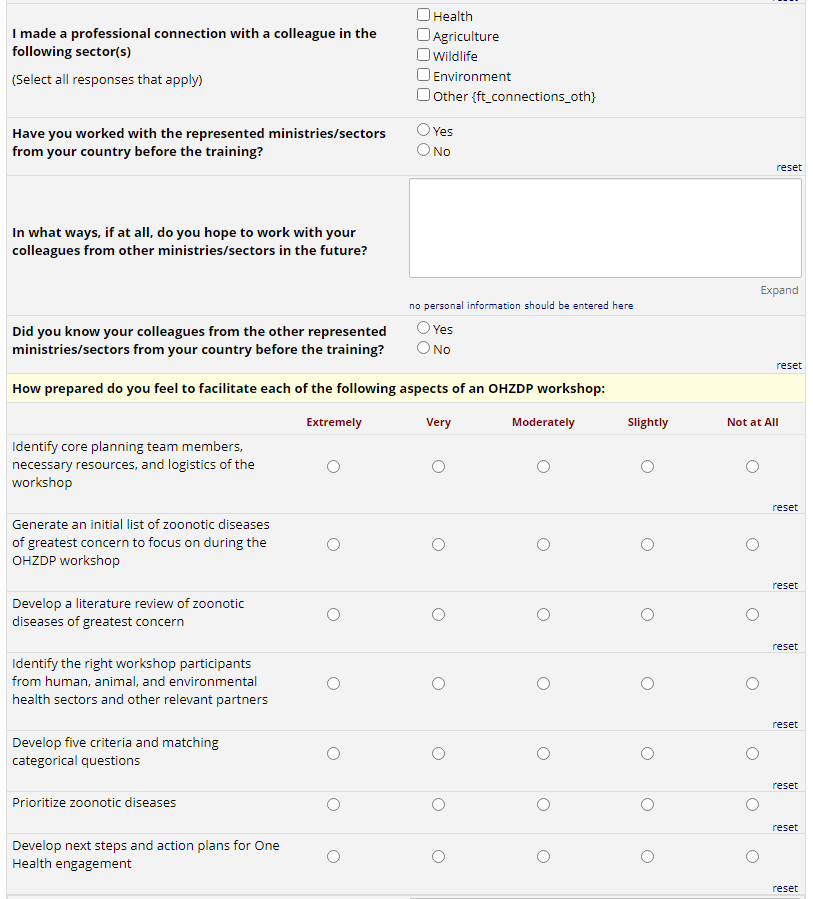 I made a professional connection with a colleague in the
following sector(s)
(Select all responses that apply)
Health
Agriculture
Wildlife
Environment
Other {ft_connections_oth}
Have you worked with the represented ministries/sectors
from your country before the training?
Yes
No
reset
In what ways, if at all, do you hope to work with your
colleagues from other ministries/sectors in the future?
Expand
no personal information should be entered here
Did you know your colleagues from the other represented
ministries/sectors from your country before the training?
Yes
No
reset
How prepared do you feel to facilitate each of the following aspects of an OHZDP workshop:
Extremely Very Moderately Slightly Not at All
Identify core planning team members,
necessary resources, and logistics of the
workshop
reset
Generate an initial list of zoonotic diseases
of greatest concern to focus on during the
OHZDP workshop
reset
Develop a literature review of zoonotic
diseases of greatest concern
reset
Identify the right workshop participants
from human, animal, and environmental
health sectors and other relevant partners
reset
Develop five criteria and matching
categorical questions
reset
Prioritize zoonotic diseases
reset
Develop next steps and action plans for One
Health engagement
reset